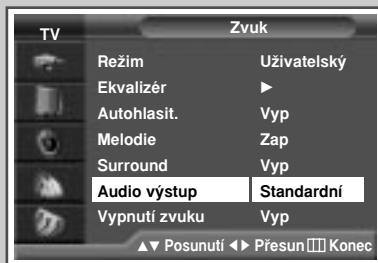 TV Zvuk
Režim Uživatelský
Ekvalizér ►
Autohlasit. Vyp
Melodie Zap
Surround Vyp
Audio výstup Standardní
Vypnutí zvuku Vyp
▲▼ Posunutí ◄► Přesun Konec